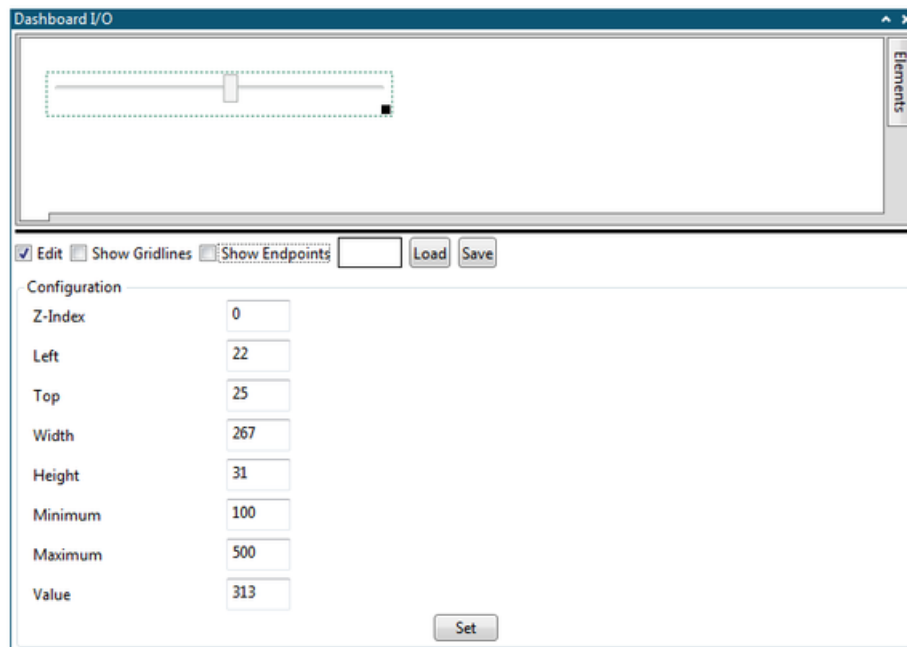 Dashboard I/O
Elements
Edit Show Gridlines Show Endpoints Load Save
Configuration
Z-Index 0
Left 22
Top 25
Width 267
Height 31
Minimum 100
Maximum 500
Value 313
Set